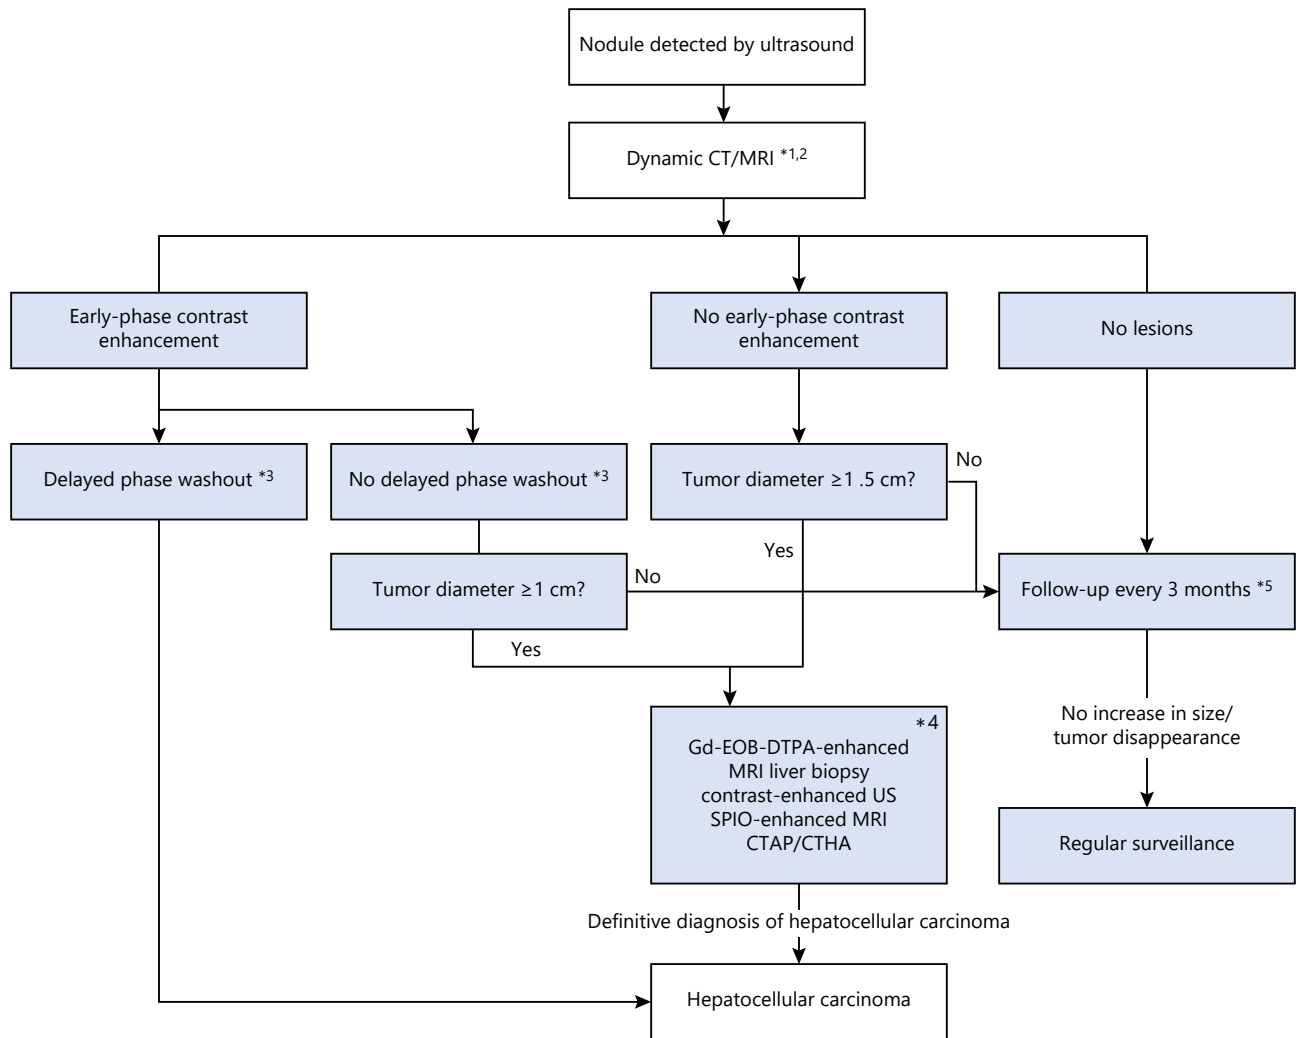 Nodule detected by ultrasound
Dynamic CT/MRI *1,2
Early-phase contrast
enhancement
No early-phase contrast
enhancement
No lesions
Delayed phase washout *3
No delayed phase washout *3
Tumor diameter ≥1 .5 cm?
No
Yes
Tumor diameter ≥1 cm?
No
Follow-up every 3 months *5
Yes
*4
Gd-EOB-DTPA-enhanced
MRI liver biopsy
contrast-enhanced US
SPIO-enhanced MRI
CTAP/CTHA
No increase in size/
tumor disappearance
Regular surveillance
Definitive diagnosis of hepatocellular carcinoma
Hepatocellular carcinoma